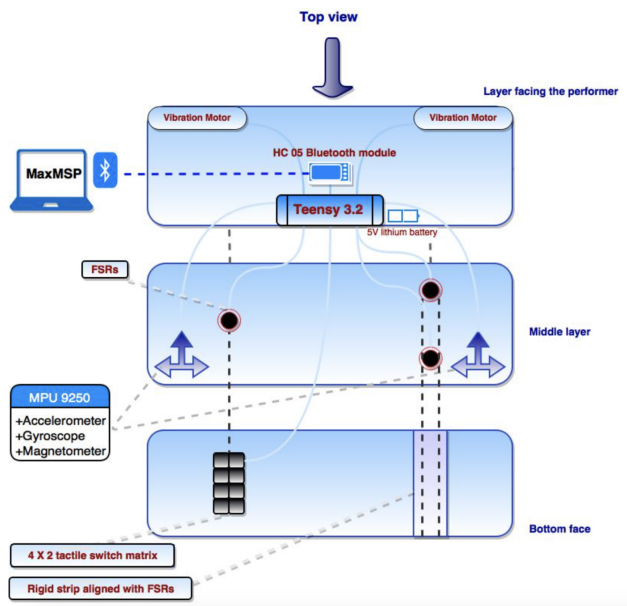 Top view
Layer facing the performer
Vibration Motor
Vibration Motor
HC 05 Bluetooth module
MaxMSP
Teensy 3.2
5V lithium battery
FSRs
Middle layer
MPU 9250
+Accelerometer
+Gyroscope
+Magnetometer
Bottom face
4 X 2 tactile switch matrix
Rigid strip aligned with FSRs